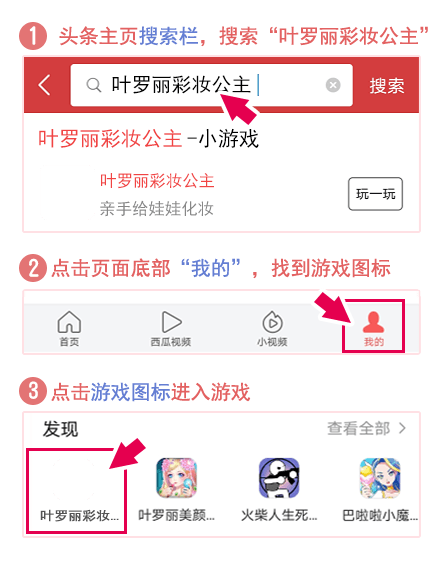 1 头条主页搜索栏，搜索“叶罗丽彩妆公主”
叶罗丽彩妆公主
搜索
叶罗丽彩妆公主-小游戏
叶罗丽彩妆公主
亲手给娃娃化妆
玩一玩
2 点击页面底部“我的”，找到游戏图标
首页 西瓜视频 小视频 我的
3 点击游戏图标进入游戏
发现 查看全部
叶罗丽彩妆... 叶罗丽美颜... 火柴人生死... 巴啦啦小魔...